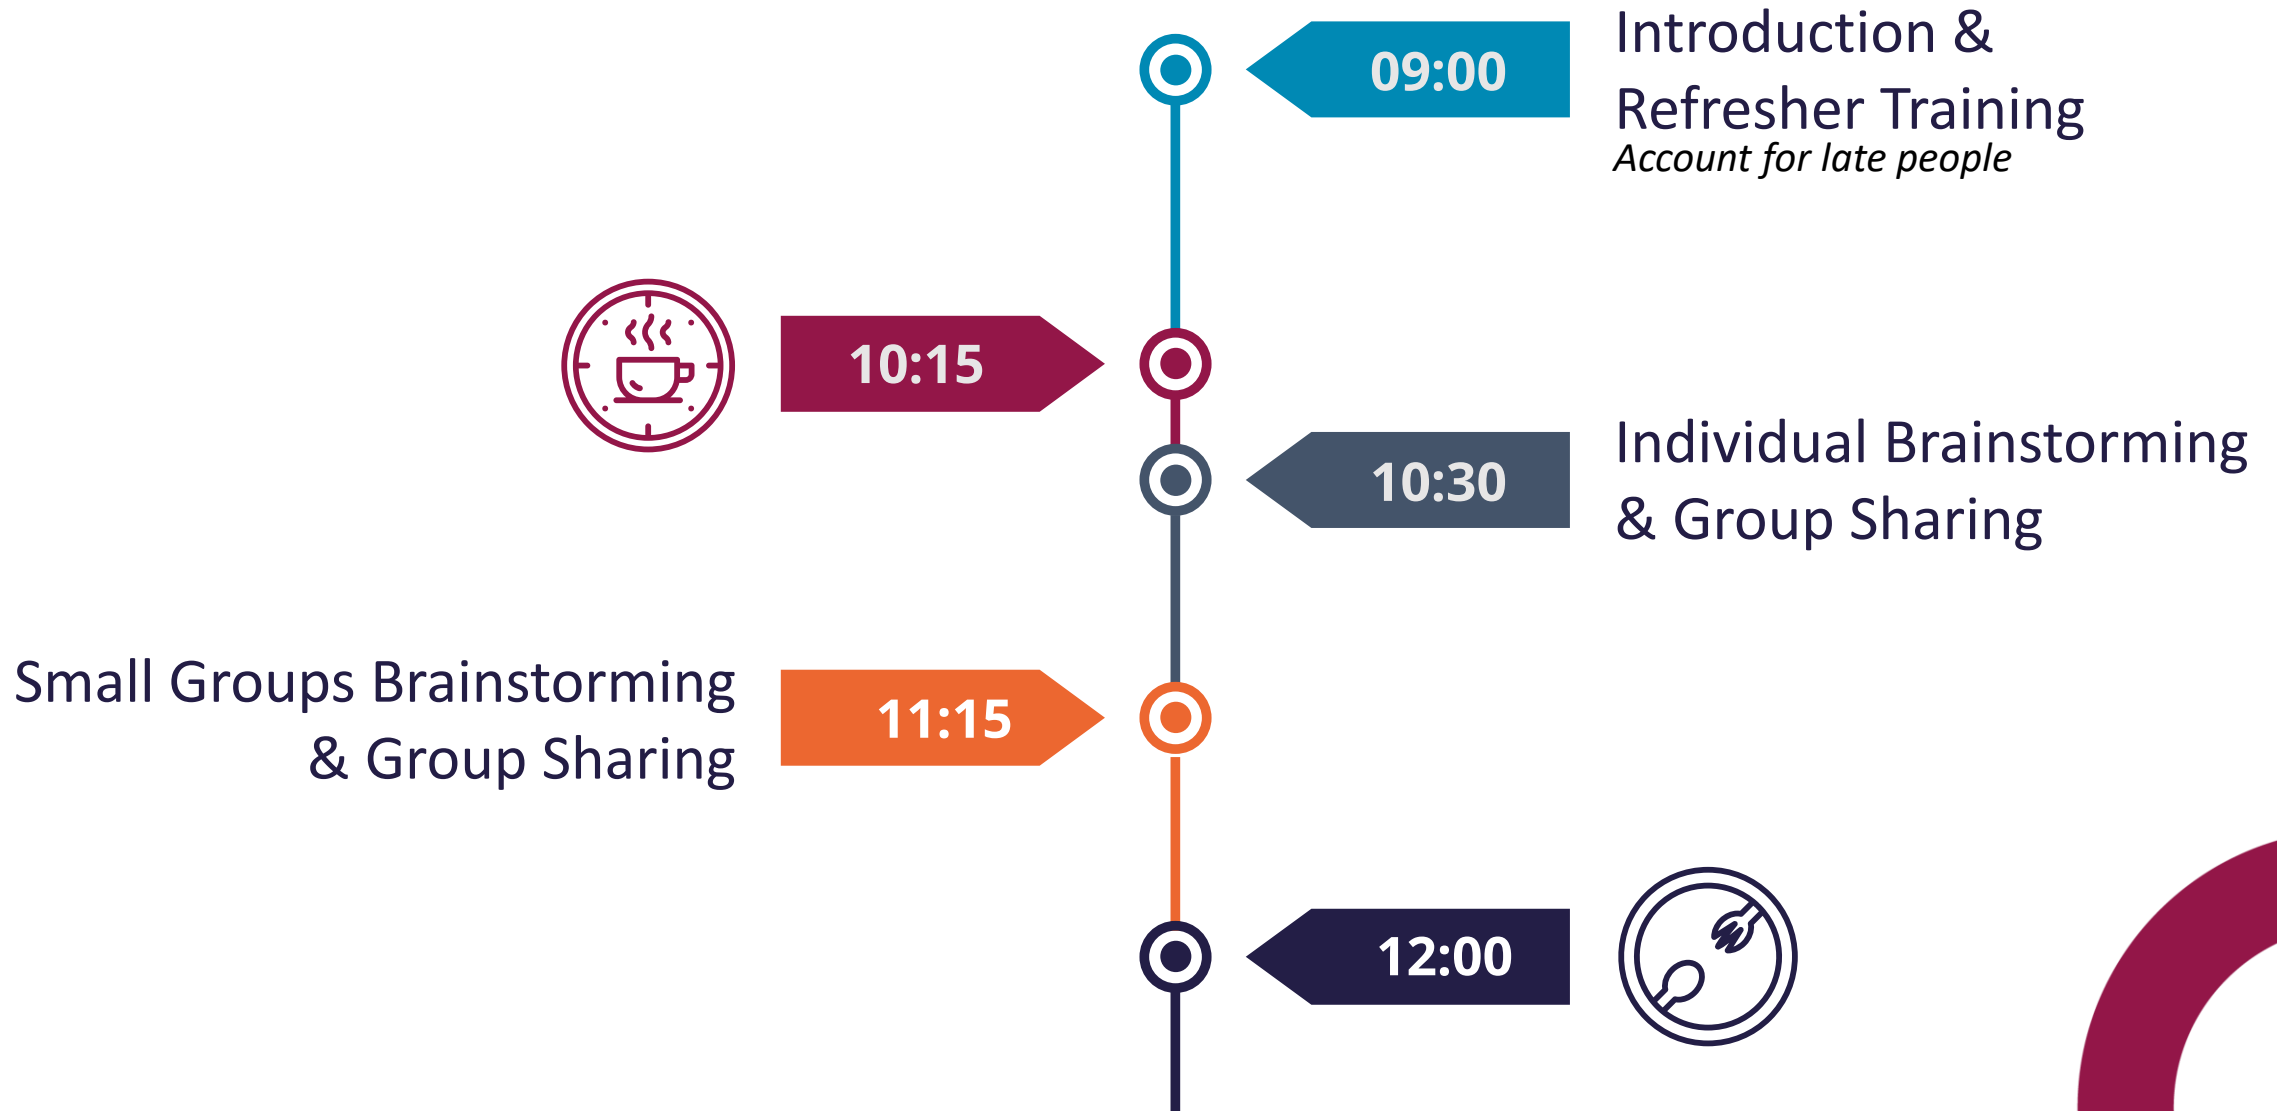 09:00
Introduction &
Refresher Training
Account for late people
10:15
10:30
Individual Brainstorming
& Group Sharing
Small Groups Brainstorming
& Group Sharing
11:15
12:00